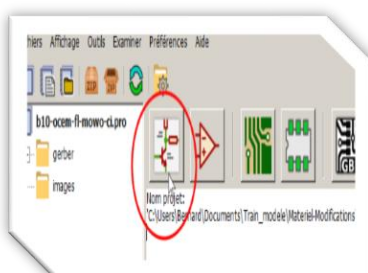 hiers Affichage Outils Examiner Préférences Aide
b10-ocem-fl-mowo-ci.pro
gerber
images
Nom projet:
'C:\Users\Bernard\Documents\Train_modele\Materiel-Modifications